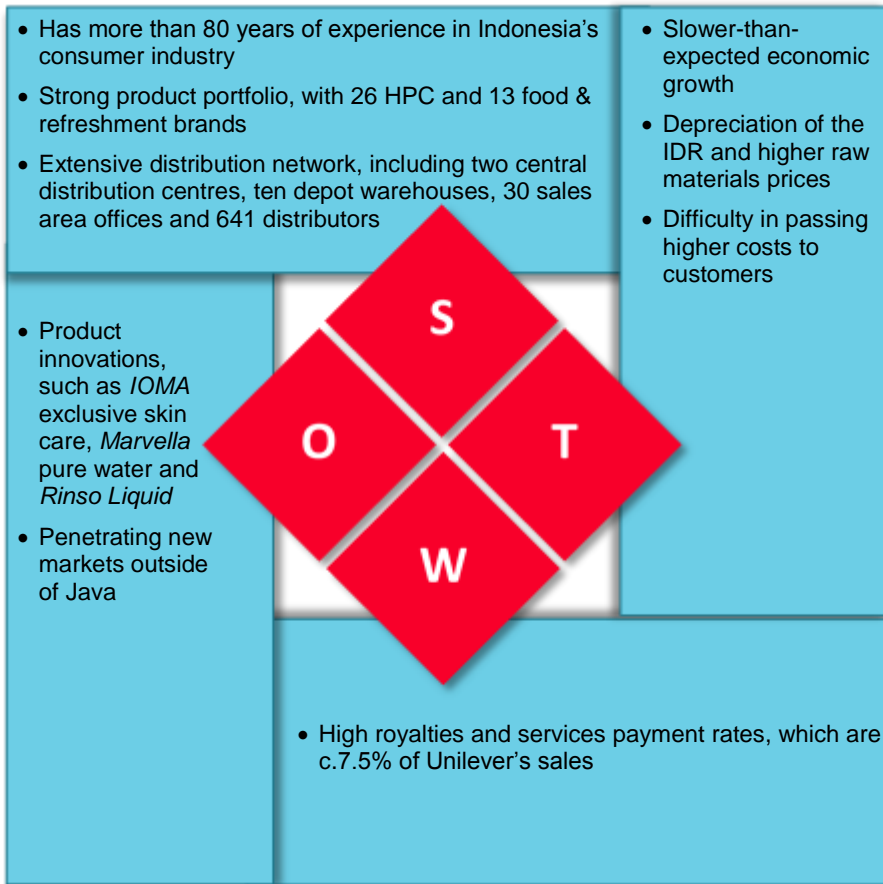 • Has more than 80 years of experience in Indonesia's
consumer industry
• Strong product portfolio, with 26 HPC and 13 food &
refreshment brands
• Extensive distribution network, including two central
distribution centres, ten depot warehouses, 30 sales
area offices and 641 distributors
• Slower-than-
expected economic
growth
• Depreciation of the
IDR and higher raw
materials prices
• Difficulty in passing
higher costs to
customers
• Product
innovations,
such as IOMA
exclusive skin
care, Marvella
pure water and
Rinso Liquid
• Penetrating new
markets outside
of Java
S
O
T
W
• High royalties and services payment rates, which are
c.7.5% of Unilever's sales